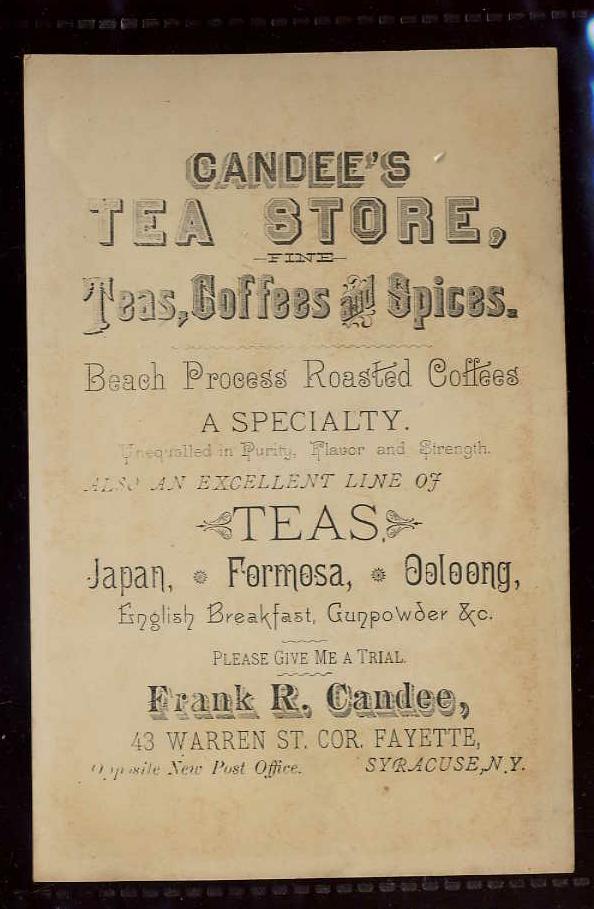 CANDEE'S
TEA STORE,
FINE
Teas, Coffees and Spices.
Beach Process Roasted Coffees
A SPECIALTY.
Unequalled in Purity, Flavor and Strength.
ALSO AN EXCELLENT LINE OF
TEAS,
Japan, Formosa, Ooloong,
English Breakfast, Gunpowder &c.
PLEASE GIVE ME A TRIAL.
Frank R. Candee,
43 WARREN ST. COR. FAYETTE,
Opposite New Post Office. SYRACUSE, N.Y.